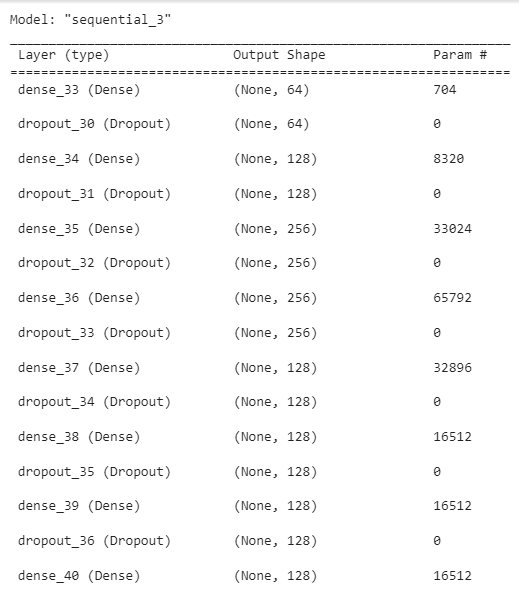 Model: "sequential_3"
Layer (type) Output Shape Param #
dense_33 (Dense) (None, 64) 704
dropout_30 (Dropout) (None, 64) 0
dense_34 (Dense) (None, 128) 8320
dropout_31 (Dropout) (None, 128) 0
dense_35 (Dense) (None, 256) 33024
dropout_32 (Dropout) (None, 256) 0
dense_36 (Dense) (None, 256) 65792
dropout_33 (Dropout) (None, 256) 0
dense_37 (Dense) (None, 128) 32896
dropout_34 (Dropout) (None, 128) 0
dense_38 (Dense) (None, 128) 16512
dropout_35 (Dropout) (None, 128) 0
dense_39 (Dense) (None, 128) 16512
dropout_36 (Dropout) (None, 128) 0
dense_40 (Dense) (None, 128) 16512